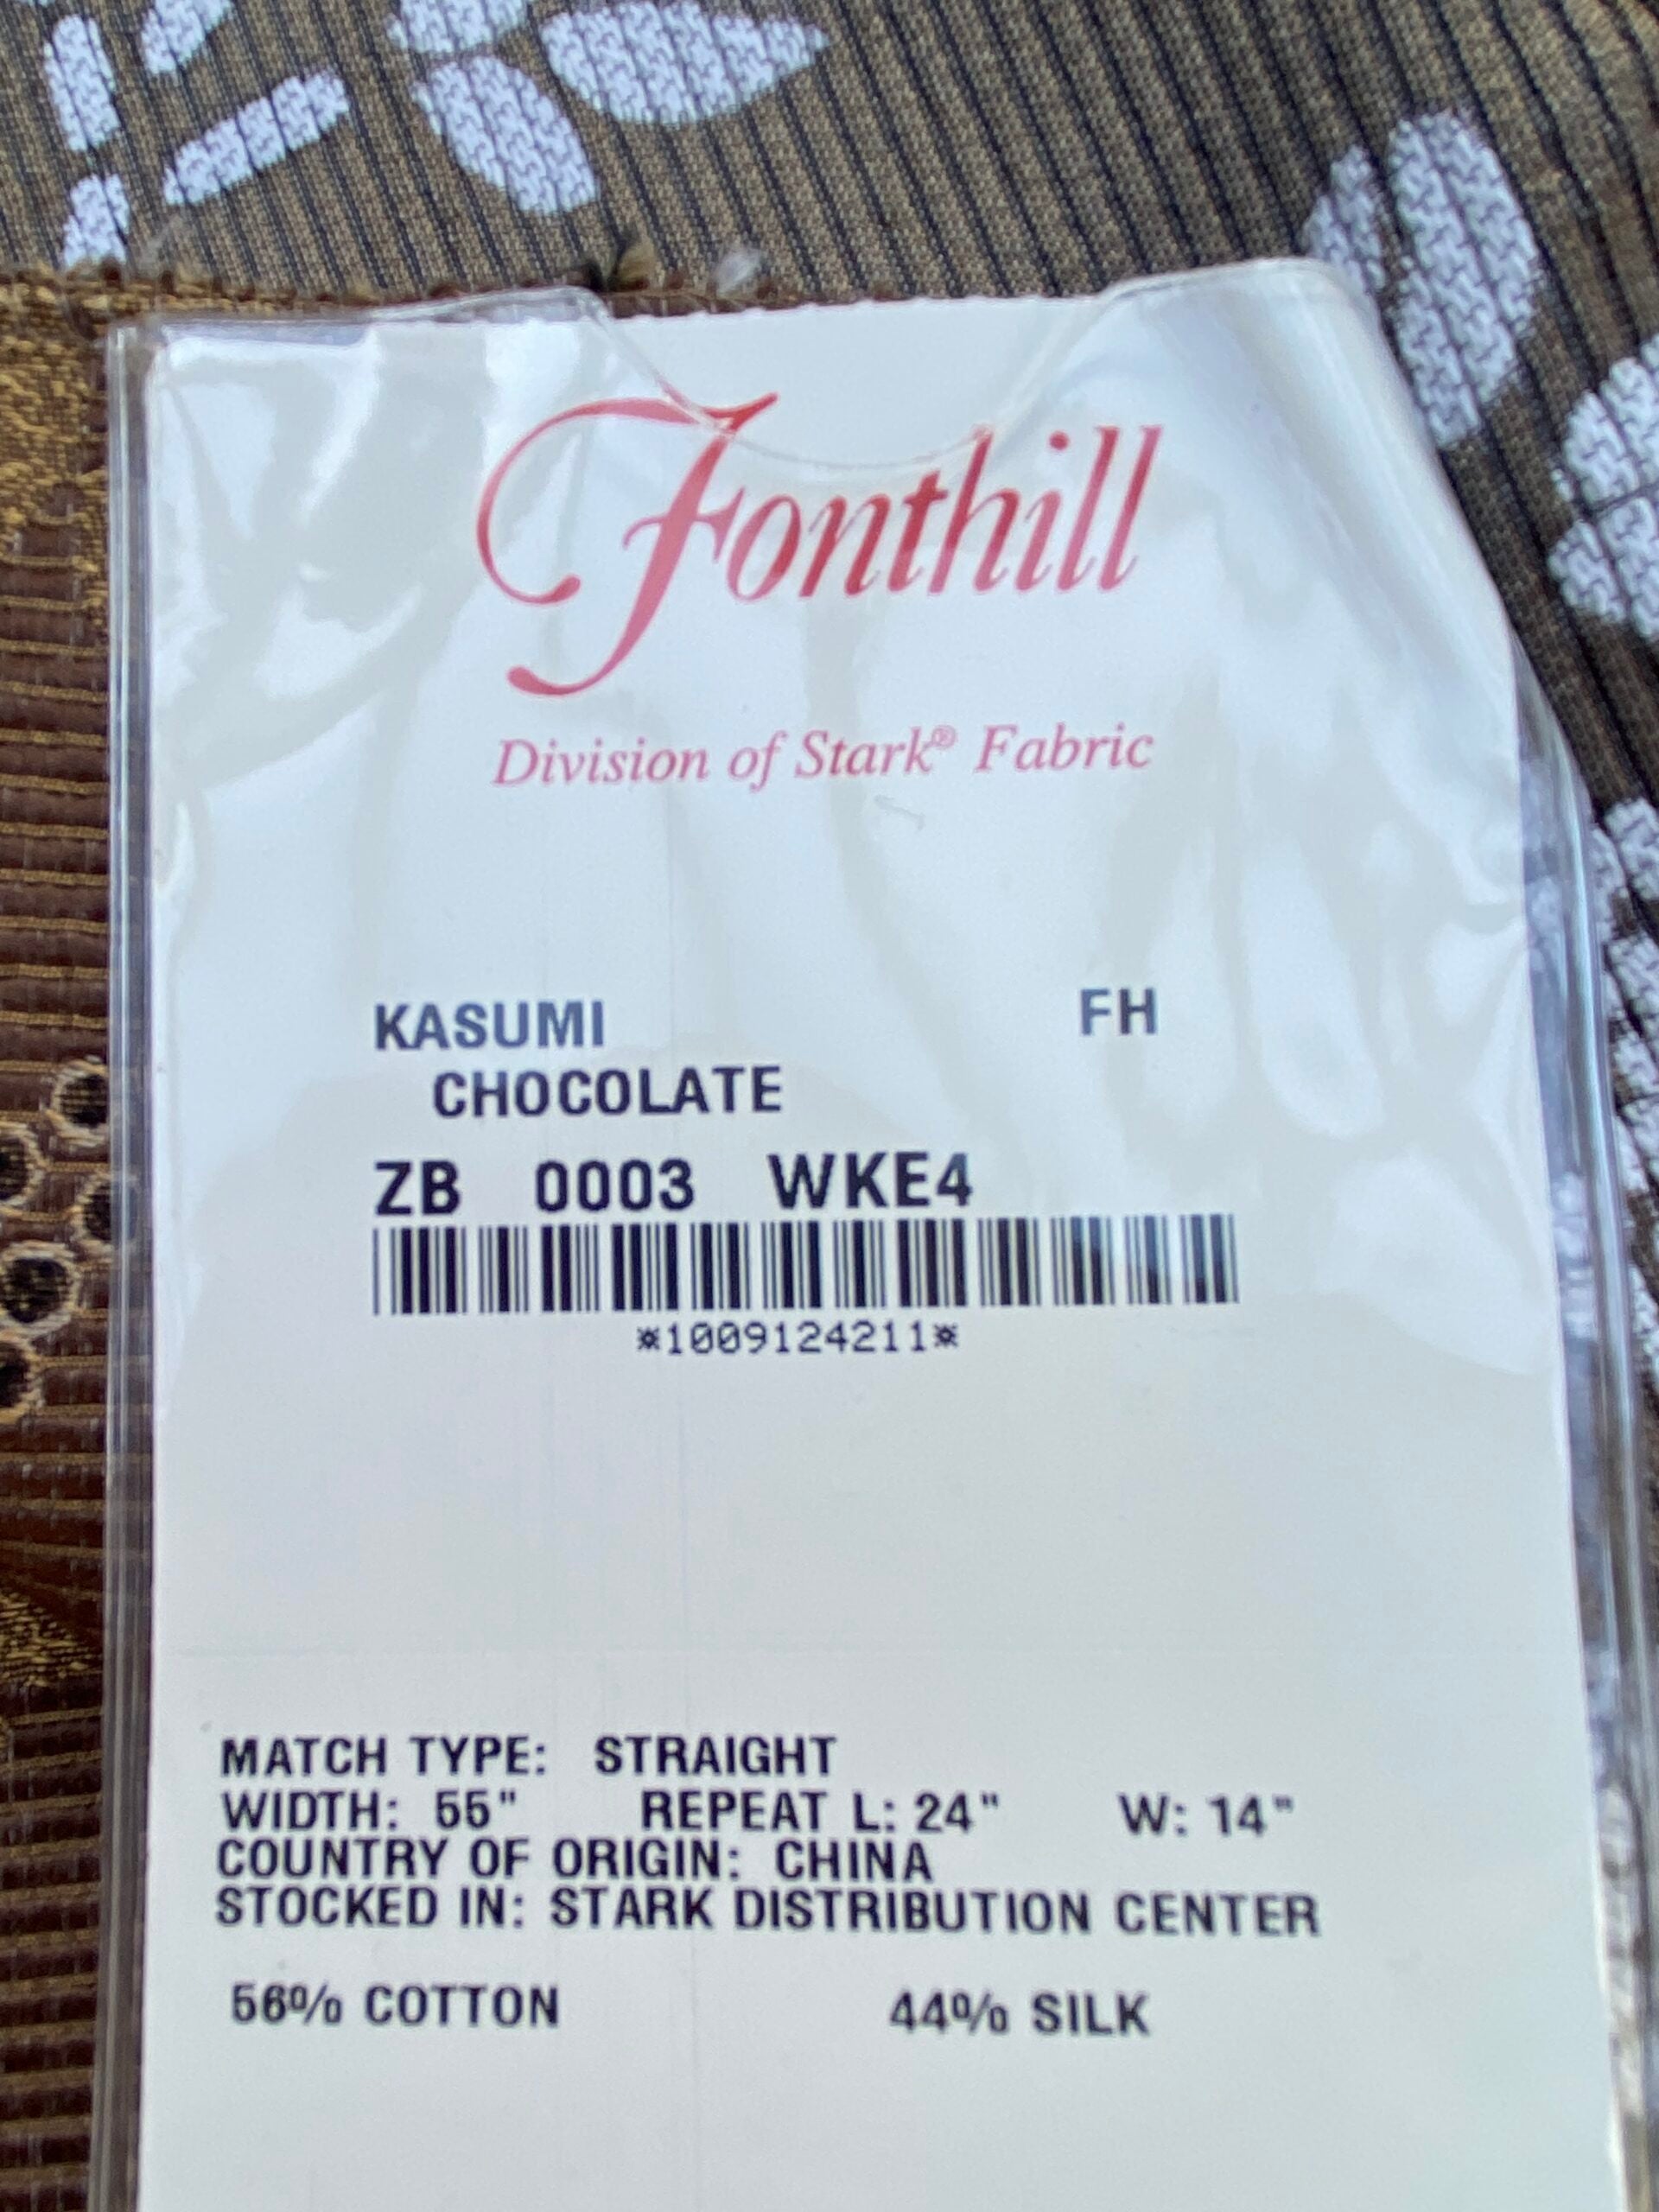 Fonthill
Division of Stark® Fabric
KASUMI FH
CHOCOLATE
ZB 0003 WKE4
*1009124211*
MATCH TYPE: STRAIGHT
WIDTH: 55" REPEAT L: 24" W: 14"
COUNTRY OF ORIGIN: CHINA
STOCKED IN: STARK DISTRIBUTION CENTER
56% COTTON 44% SILK